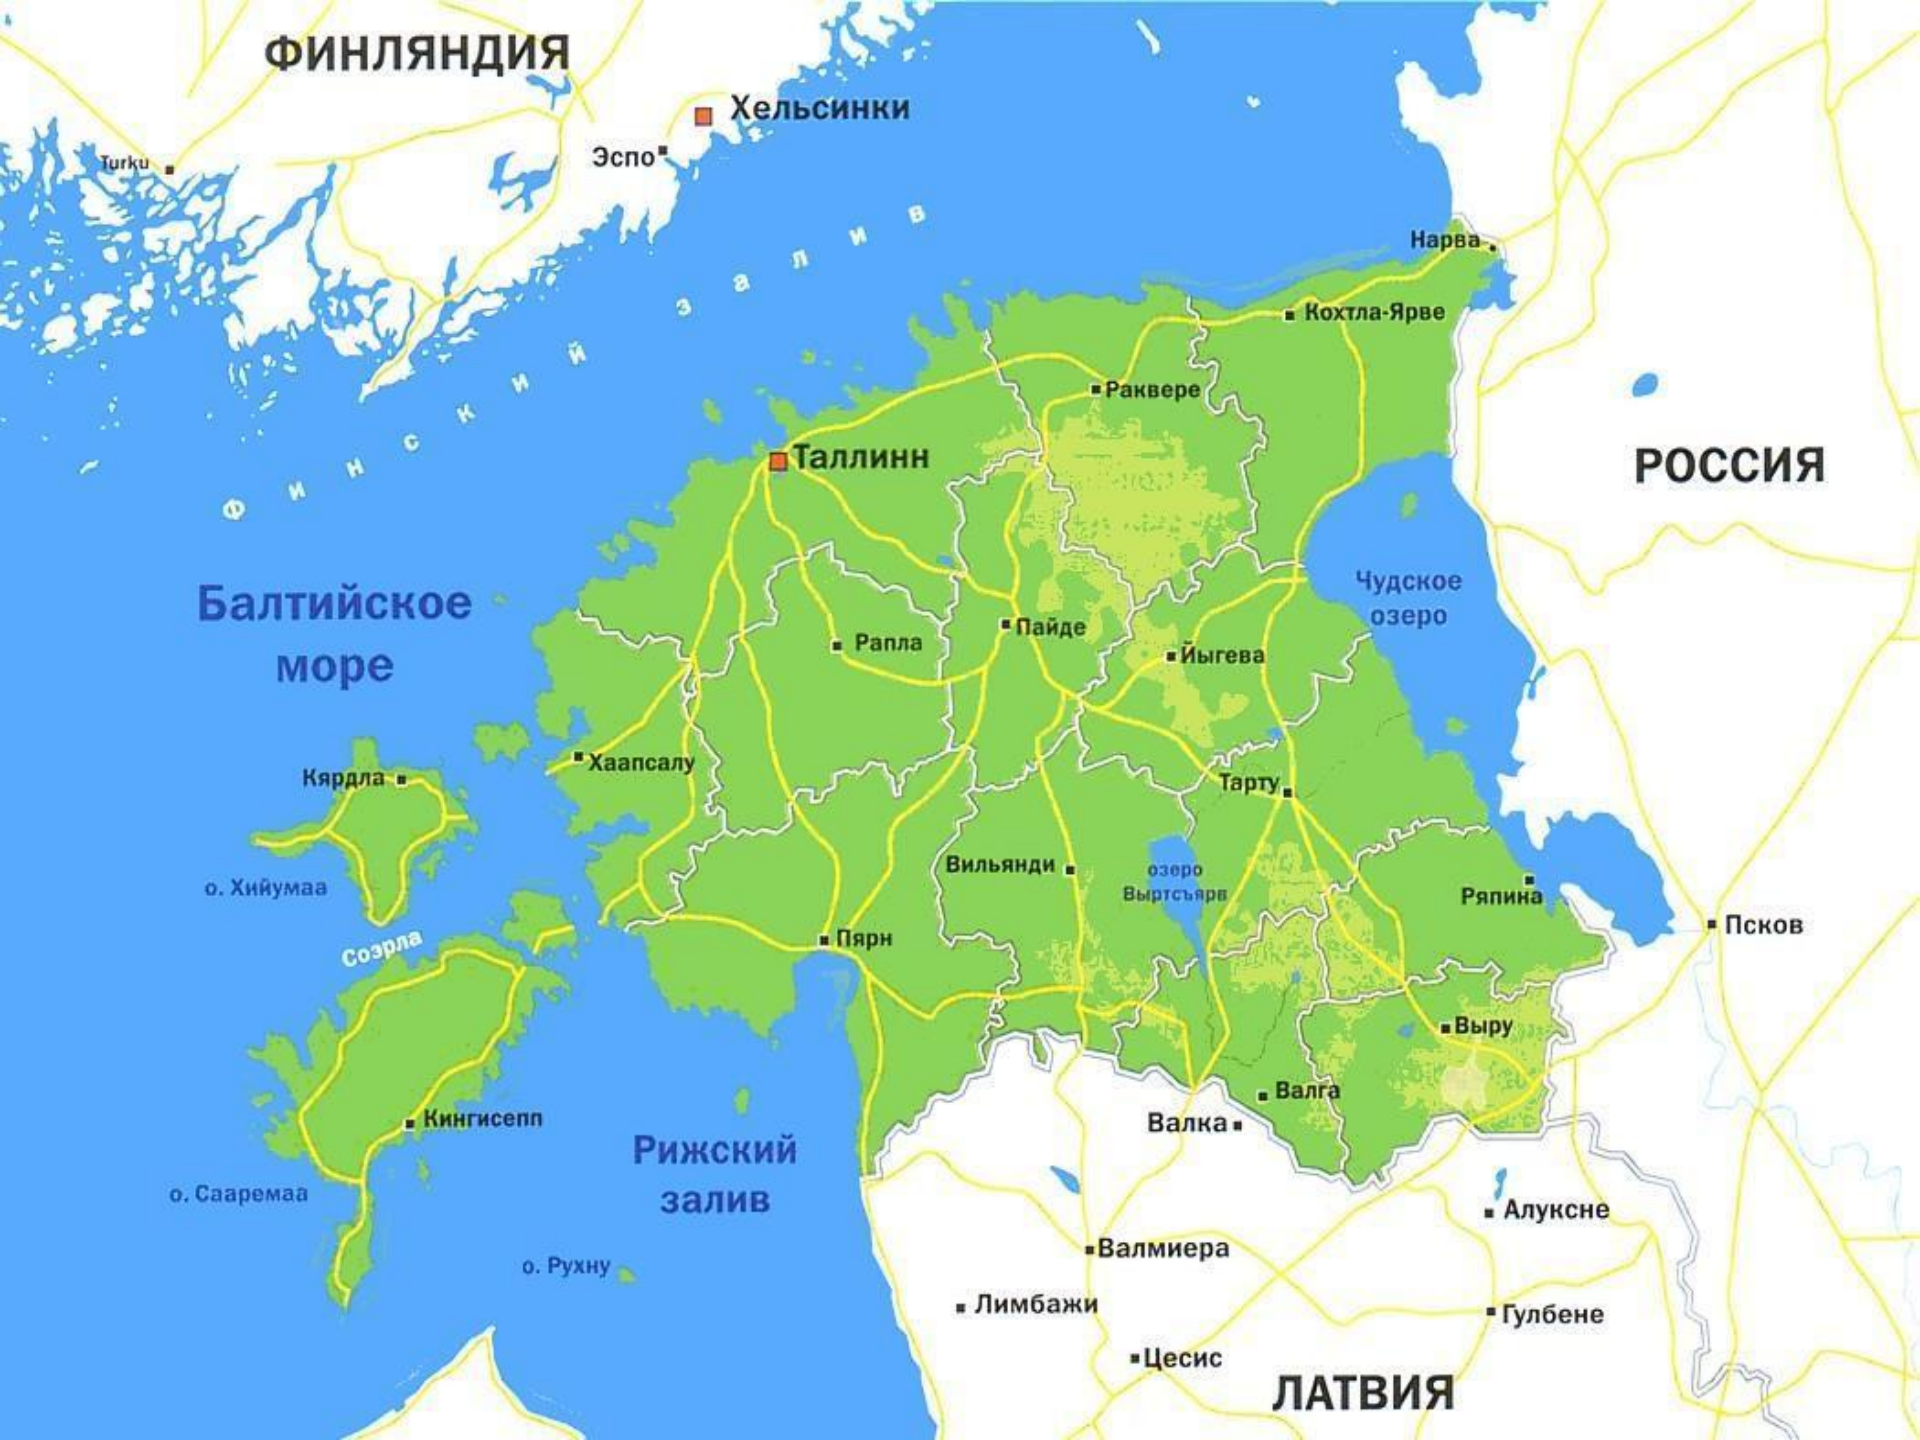 ФИНЛЯНДИЯ
Хельсинки
Эспо
Turku
Финский залив
Нарва
Кохтла-Ярве
Раквере
Таллинн
РОССИЯ
Балтийское
море
Чудское
озеро
Рапла
Пайде
Йыгева
Хаапсалу
Кярдла
Тарту
о. Хийумаа
Вильянди
озеро
Выртсъярв
Ряпина
Псков
Соэрла
Пярн
Выру
Валга
Кингисепп
Валка
Рижский
залив
о. Сааремаа
Алуксне
Валмиера
о. Рухну
Лимбажи
Гулбене
Цесис
ЛАТВИЯ